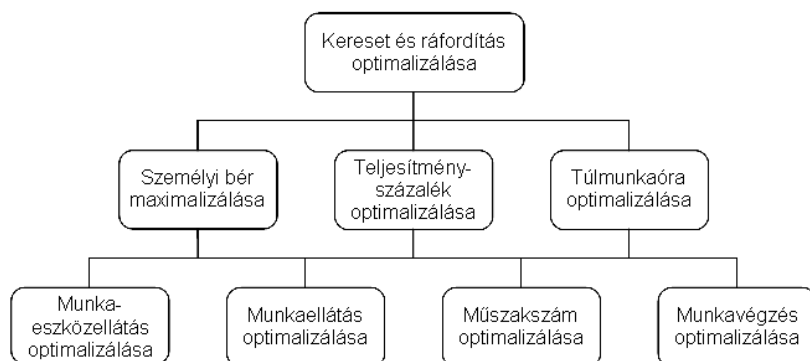 Kereset és ráfordítás
optimalizálása
Személyi bér
maximalizálása
Teljesítmény-
százalék
optimalizálása
Túlmunkaóra
optimalizálása
Munka-
eszközellátás
optimalizálása
Munkaellátás
optimalizálása
Műszakszám
optimalizálása
Munkavégzés
optimalizálása